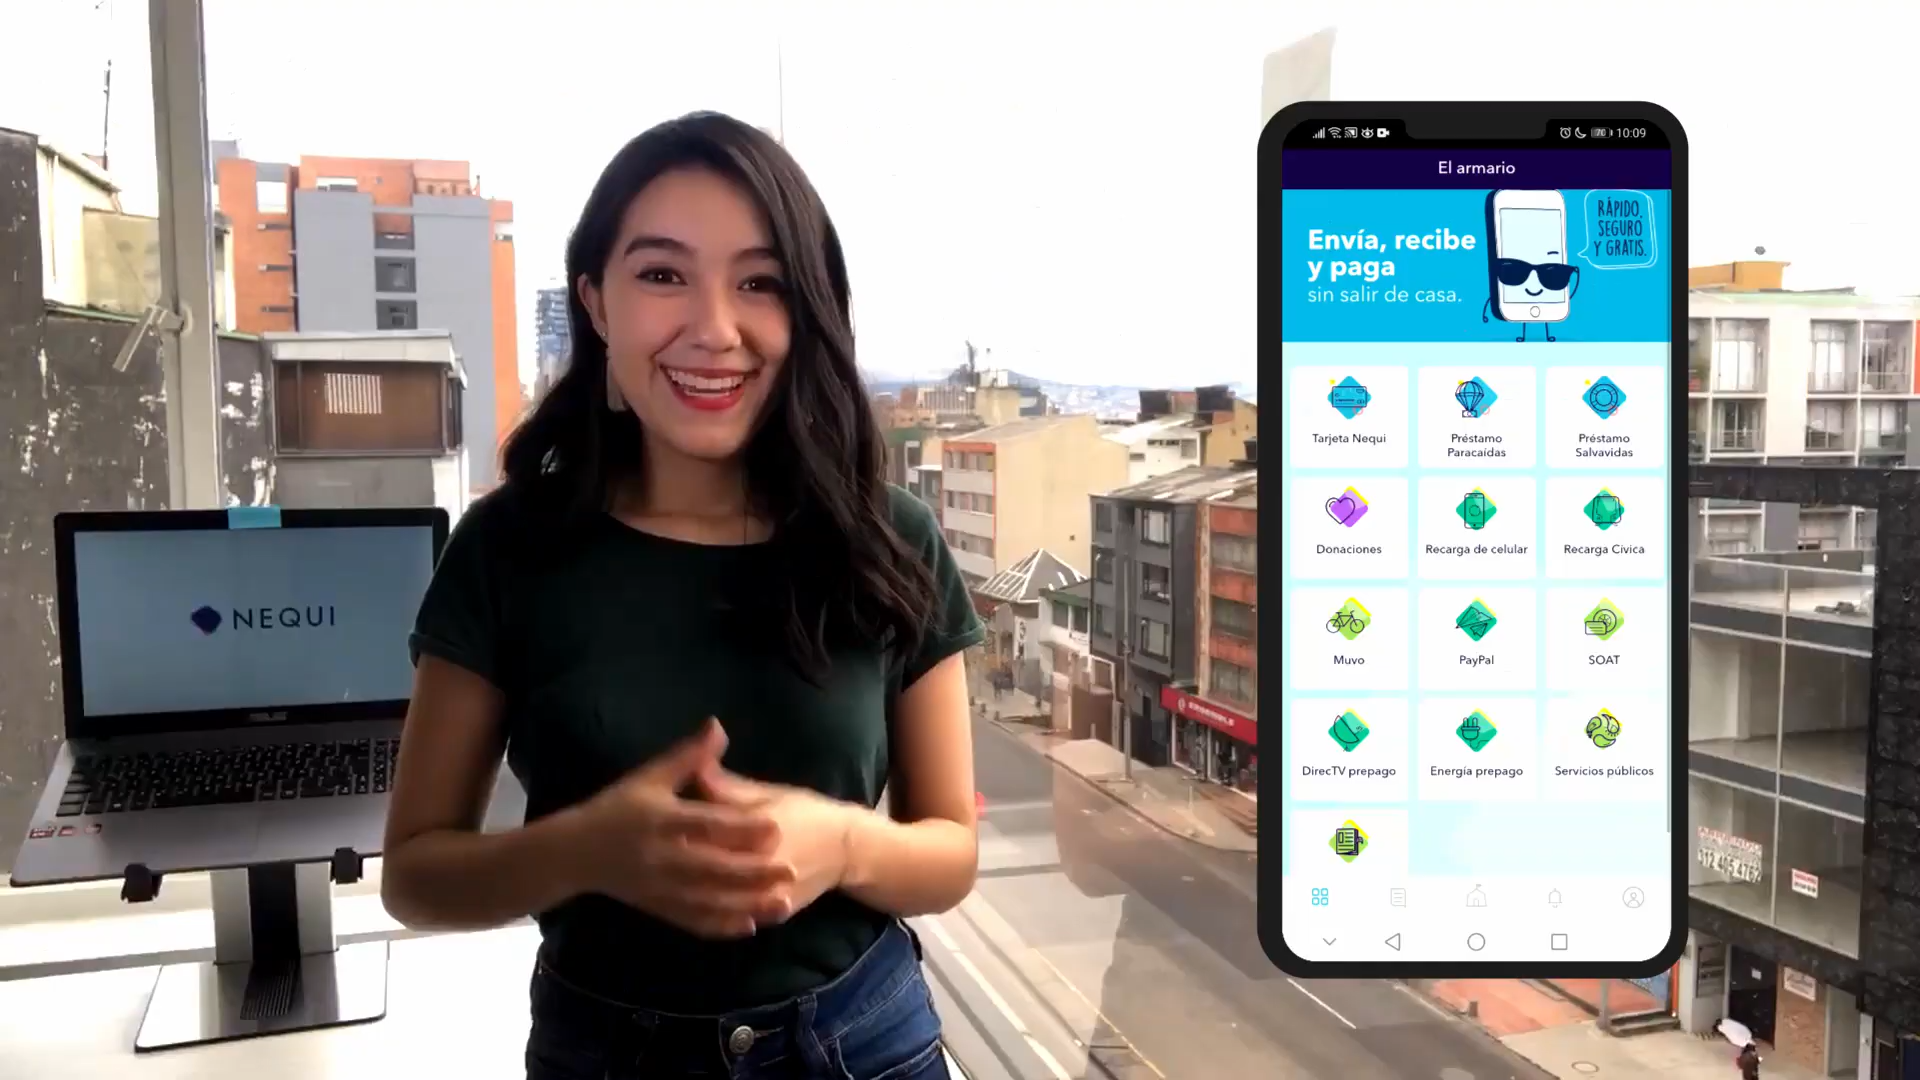 NEQUI
ASUS
10:09
El armario
Envía, recibe
y paga
sin salir de casa.
RÁPIDO,
SEGURO
Y GRATIS.
Tarjeta Nequi
Préstamo
Paracaídas
Préstamo
Salvavidas
Donaciones
Recarga de celular
Recarga Cívica
Muvo
PayPal
SOAT
DirecTV prepago
Energía prepago
Servicios públicos